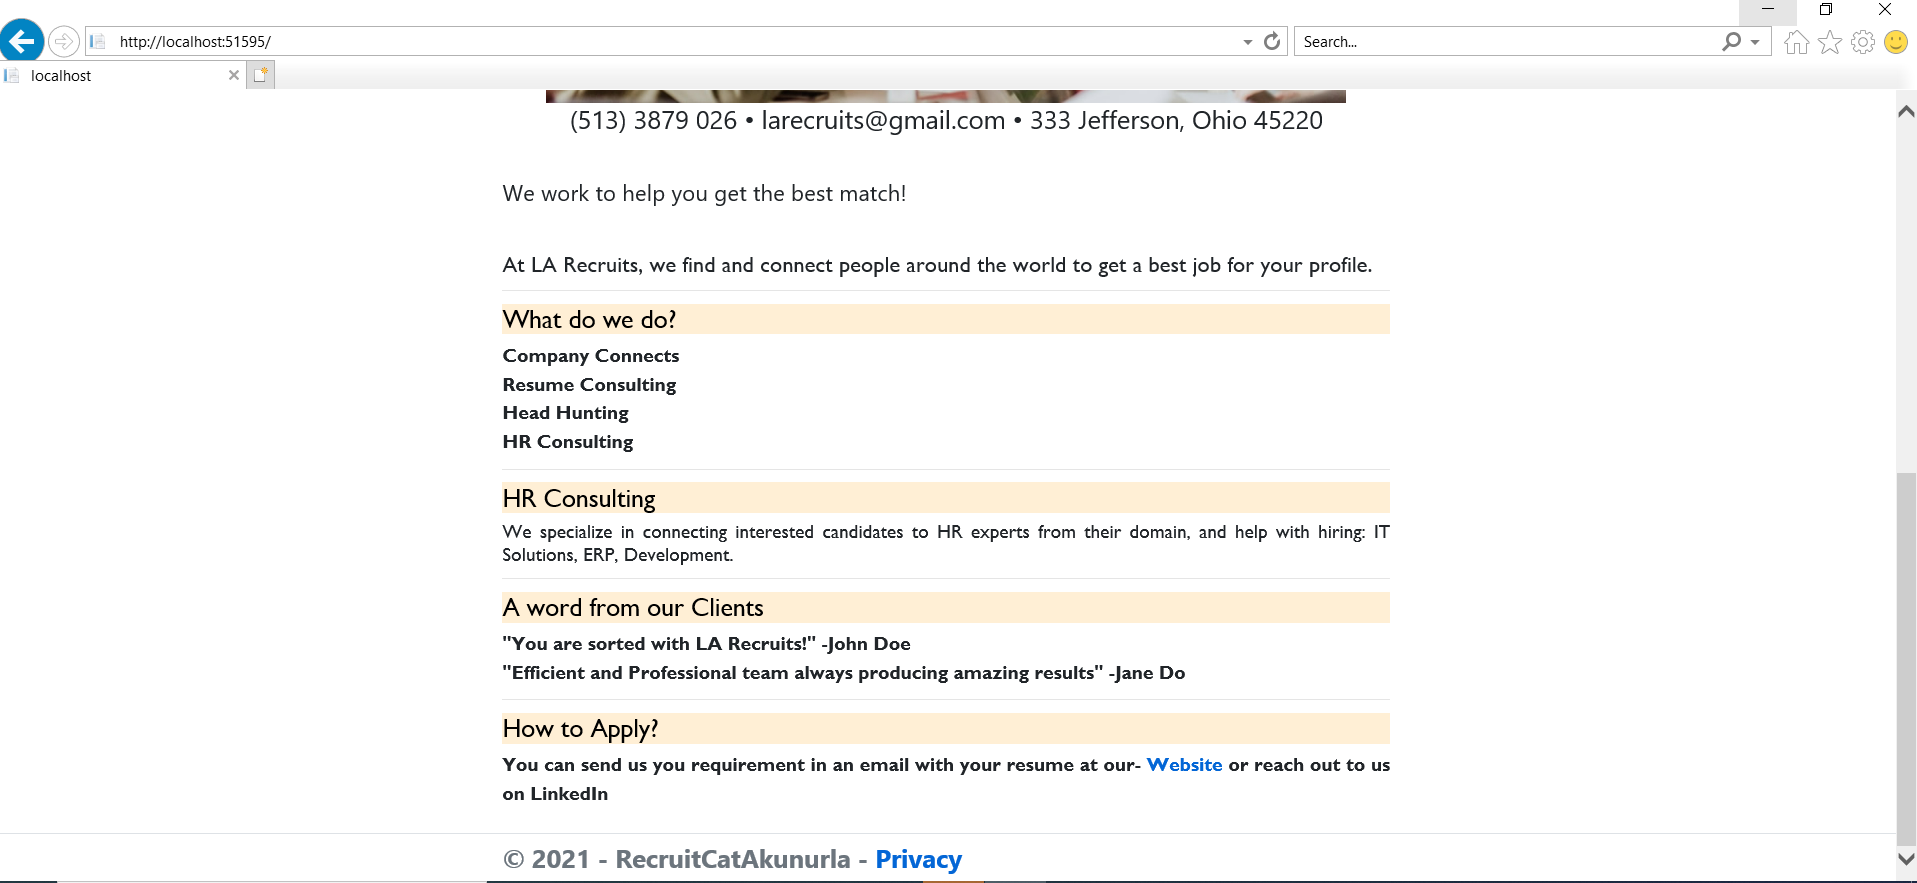 http://localhost:51595/
Search...
localhost
(513) 3879 026 • larecruits@gmail.com • 333 Jefferson, Ohio 45220
We work to help you get the best match!
At LA Recruits, we find and connect people around the world to get a best job for your profile.
What do we do?
Company Connects
Resume Consulting
Head Hunting
HR Consulting
HR Consulting
We specialize in connecting interested candidates to HR experts from their domain, and help with hiring: IT
Solutions, ERP, Development.
A word from our Clients
"You are sorted with LA Recruits!" -John Doe
"Efficient and Professional team always producing amazing results" -Jane Do
How to Apply?
You can send us you requirement in an email with your resume at our- Website or reach out to us
on LinkedIn
© 2021 - RecruitCatAkunurla - Privacy